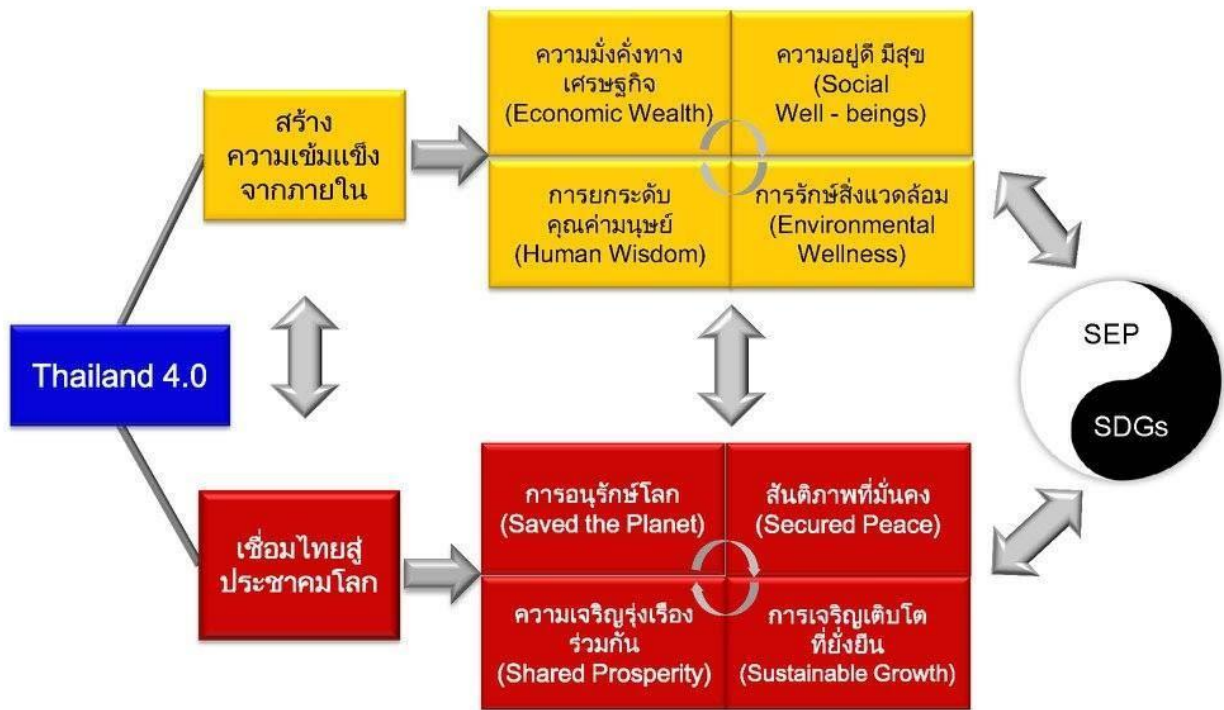 ความมั่งคั่งทาง
เศรษฐกิจ
(Economic Wealth)
ความอยู่ดี มีสุข
(Social
Well - beings)
สร้าง
ความเข้มแข็ง
จากภายใน
การยกระดับ
คุณค่ามนุษย์
(Human Wisdom)
การรักษ์สิ่งแวดล้อม
(Environmental
Wellness)
Thailand 4.0
SEP
SDGs
การอนุรักษ์โลก
(Saved the Planet)
สันติภาพที่มั่นคง
(Secured Peace)
เชื่อมไทยสู่
ประชาคมโลก
ความเจริญรุ่งเรือง
ร่วมกัน
(Shared Prosperity)
การเจริญเติบโต
ที่ยั่งยืน
(Sustainable Growth)